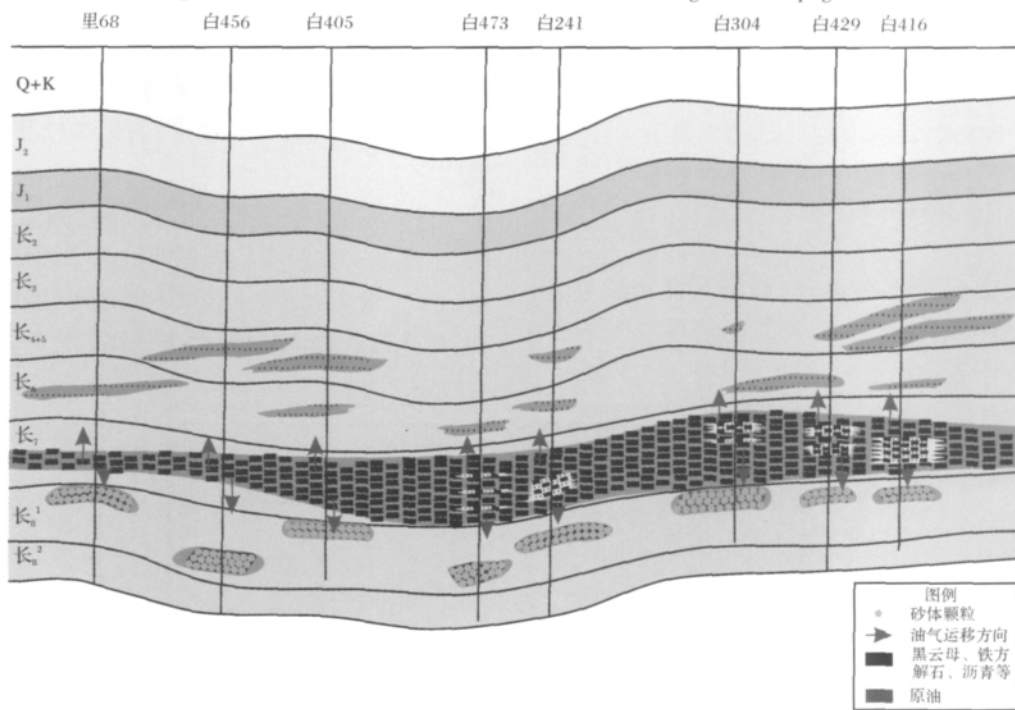 里68 白456 白405 白473 白241 白304 白429 白416
Q+K
J₂
J₁
长₂
长₃
长₄₊₅
长₆
长₇
长₈¹
长₈²
图例
砂体颗粒
油气运移方向
黑云母、铁方
解石、沥青等
原油